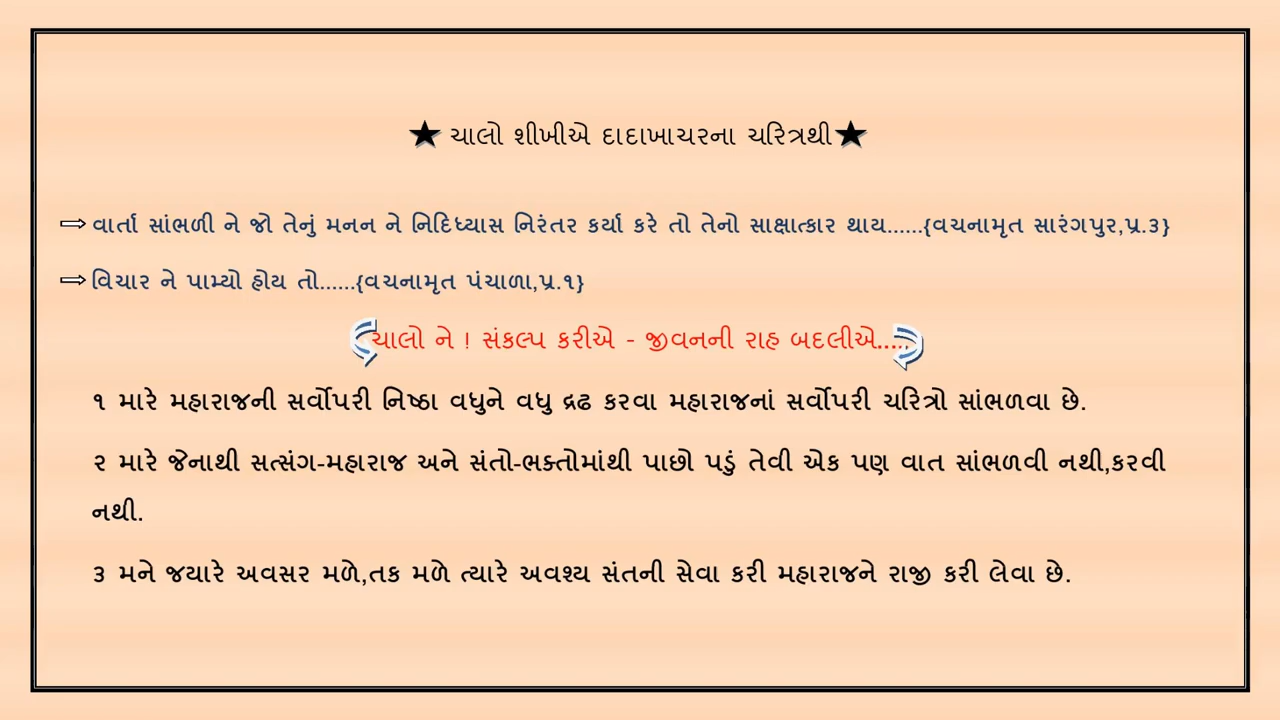 ચાલો શીખીએ દાદાખાચરના ચરિત્રથી
વાર્તા સાંભળી ને જો તેનું મનન ને નિદિધ્યાસ નિરંતર કર્યા કરે તો તેનો સાક્ષાત્કાર થાય......{વચનામૃત સારંગપુર,પ્ર.૩}
વિચાર ને પામ્યો હોય તો......{વચનામૃત પંચાળા,પ્ર.૧}
ચાલો ને ! સંકલ્પ કરીએ - જીવનની રાહ બદલીએ.....
૧ મારે મહારાજની સર્વોપરી નિષ્ઠા વધુને વધુ દ્રઢ કરવા મહારાજનાં સર્વોપરી ચરિત્રો સાંભળવા છે.
૨ મારે જેનાથી સત્સંગ-મહારાજ અને સંતો-ભક્તોમાંથી પાછો પડું તેવી એક પણ વાત સાંભળવી નથી,કરવી
નથી.
૩ મને જયારે અવસર મળે,તક મળે ત્યારે અવશ્ય સંતની સેવા કરી મહારાજને રાજી કરી લેવા છે.